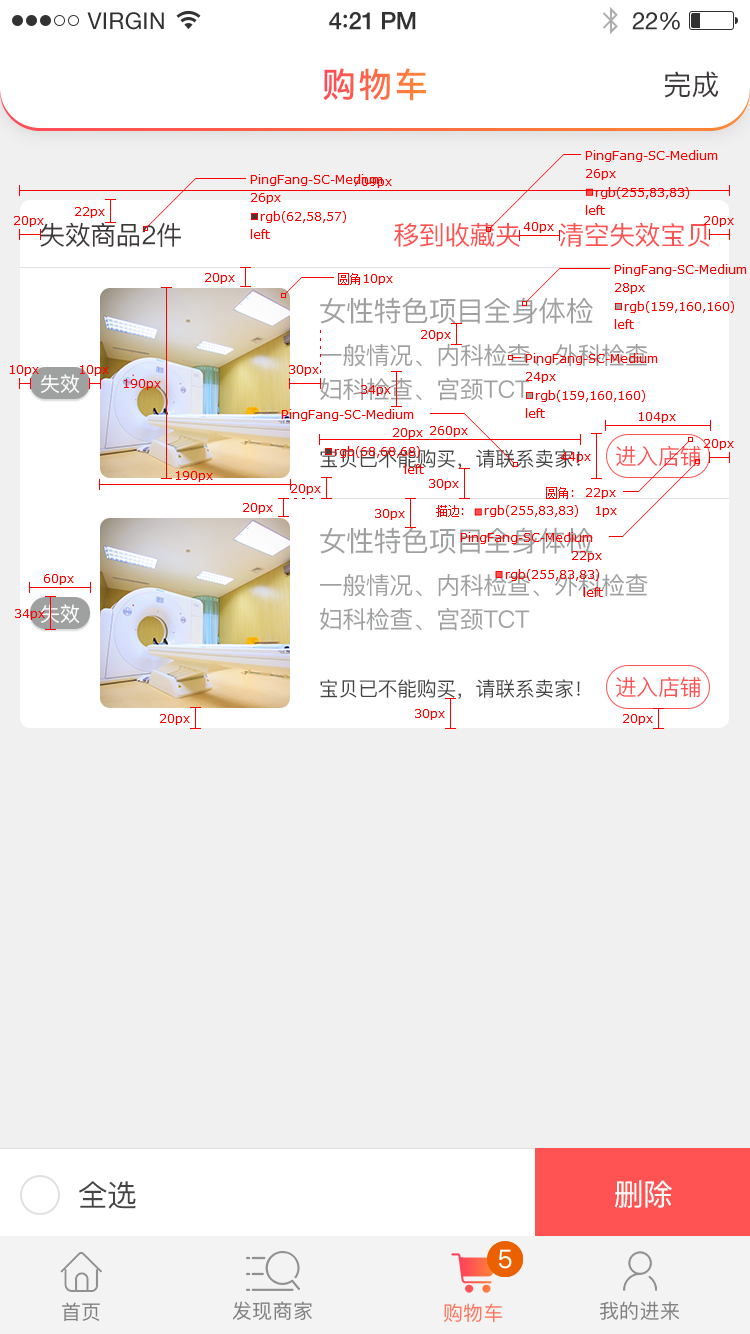 VIRGIN
4:21 PM
22%
购物车
完成
PingFang-SC-Medium
26px
rgb(255,83,83)
left
PingFang-SC-Medium
709px
26px
rgb(62,58,57)
left
22px
20px
失效商品2件
移到收藏夹
40px
清空失效宝贝
20px
20px
圆角10px
PingFang-SC-Medium
28px
rgb(159,160,160)
left
女性特色项目全身体检
20px
一般情况、内科检查、外科检查
PingFang-SC-Medium
24px
rgb(159,160,160)
left
妇科检查、宫颈TCT
34px
10px
失效
10px
190px
30px
PingFang-SC-Medium
20px
rgb(68,68,68)
left
260px
104px
20px
宝贝已不能购买，请联系卖家！
44px
进入店铺
190px
20px
30px
圆角：
22px
20px
30px
描边：
rgb(255,83,83)
1px
女性特色项目全身体检
PingFang-SC-Medium
22px
rgb(255,83,83)
left
一般情况、内科检查、外科检查
妇科检查、宫颈TCT
60px
34px
失效
宝贝已不能购买，请联系卖家！
进入店铺
20px
30px
20px
全选
删除
5
首页
发现商家
购物车
我的进来